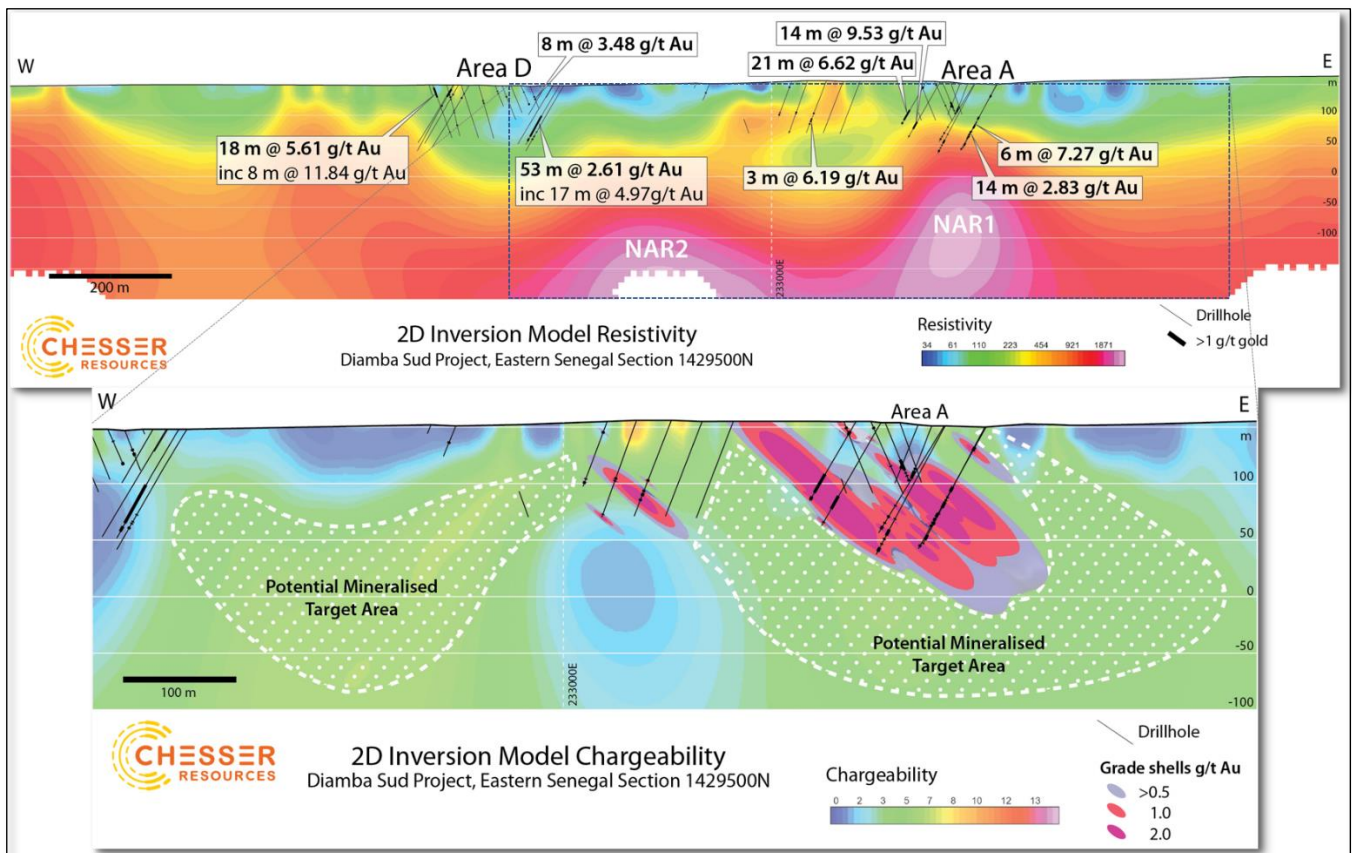 W
Area D
8 m @ 3.48 g/t Au
14 m @ 9.53 g/t Au
21 m @ 6.62 g/t Au
Area A
E
m
100
50
0
-50
-100
18 m @ 5.61 g/t Au
inc 8 m @ 11.84 g/t Au
53 m @ 2.61 g/t Au
inc 17 m @ 4.97g/t Au
3 m @ 6.19 g/t Au
6 m @ 7.27 g/t Au
14 m @ 2.83 g/t Au
NAR2
NAR1
233000E
200 m
CHESSER
RESOURCES
2D Inversion Model Resistivity
Diamba Sud Project, Eastern Senegal Section 1429500N
Resistivity
34 61 110 223 454 921 1871
Drillhole
>1 g/t gold
W
Area A
E
m
100
50
0
-50
-100
Potential Mineralised
Target Area
Potential Mineralised
Target Area
233000E
100 m
CHESSER
RESOURCES
2D Inversion Model Chargeability
Diamba Sud Project, Eastern Senegal Section 1429500N
Chargeability
0 2 3 5 7 8 10 12 13
Drillhole
Grade shells g/t Au
>0.5
1.0
2.0